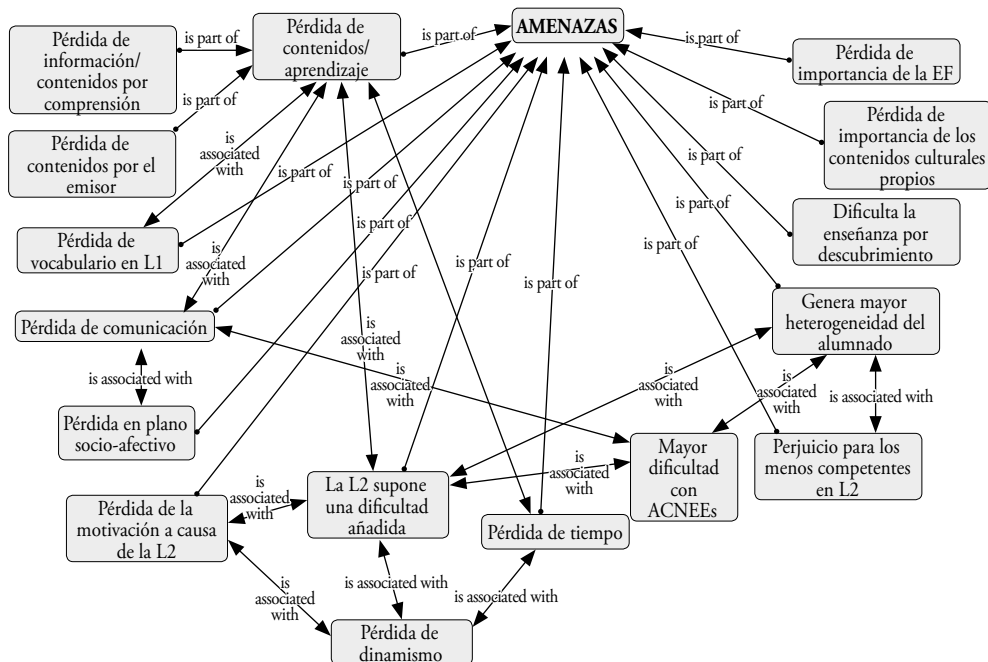 Pérdida de
información/
contenidos por
comprensión
is part of
Pérdida de
contenidos/
aprendizaje
is part of
AMENAZAS
is part of
Pérdida de
importancia de la EF
is part of
Pérdida de
contenidos por el
emisor
is
associated
with
is part of
is part of
is part of
Pérdida de
importancia de los
contenidos culturales
propios
is part of
Pérdida de
vocabulario en L1
is
associated
with
is part of
is part of
Dificulta la
enseñanza por
descubrimiento
is part of
is part of
is part of
is part of
Pérdida de comunicación
is
associated
with
Genera mayor
heterogeneidad del
alumnado
is associated with
is
associated
with
is
associated
with
is
associated
with
is associated with
Pérdida en plano
socio-afectivo
Mayor
dificultad
con
ACNEEs
Perjuicio para los
menos competentes
en L2
is
associated
with
Pérdida de la
motivación a causa
de la L2
is
associated
with
La L2 supone
una dificultad
añadida
Pérdida de tiempo
is
associated
with
is associated with
is associated with
Pérdida de
dinamismo